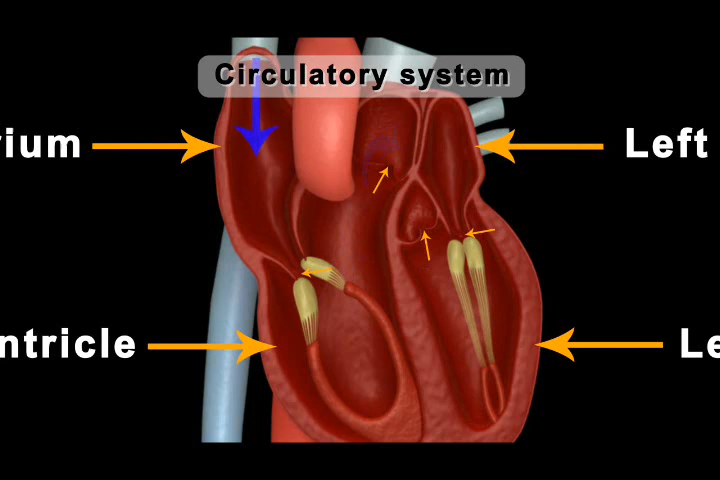 Circulatory system
rium
Left
ntricle
Le